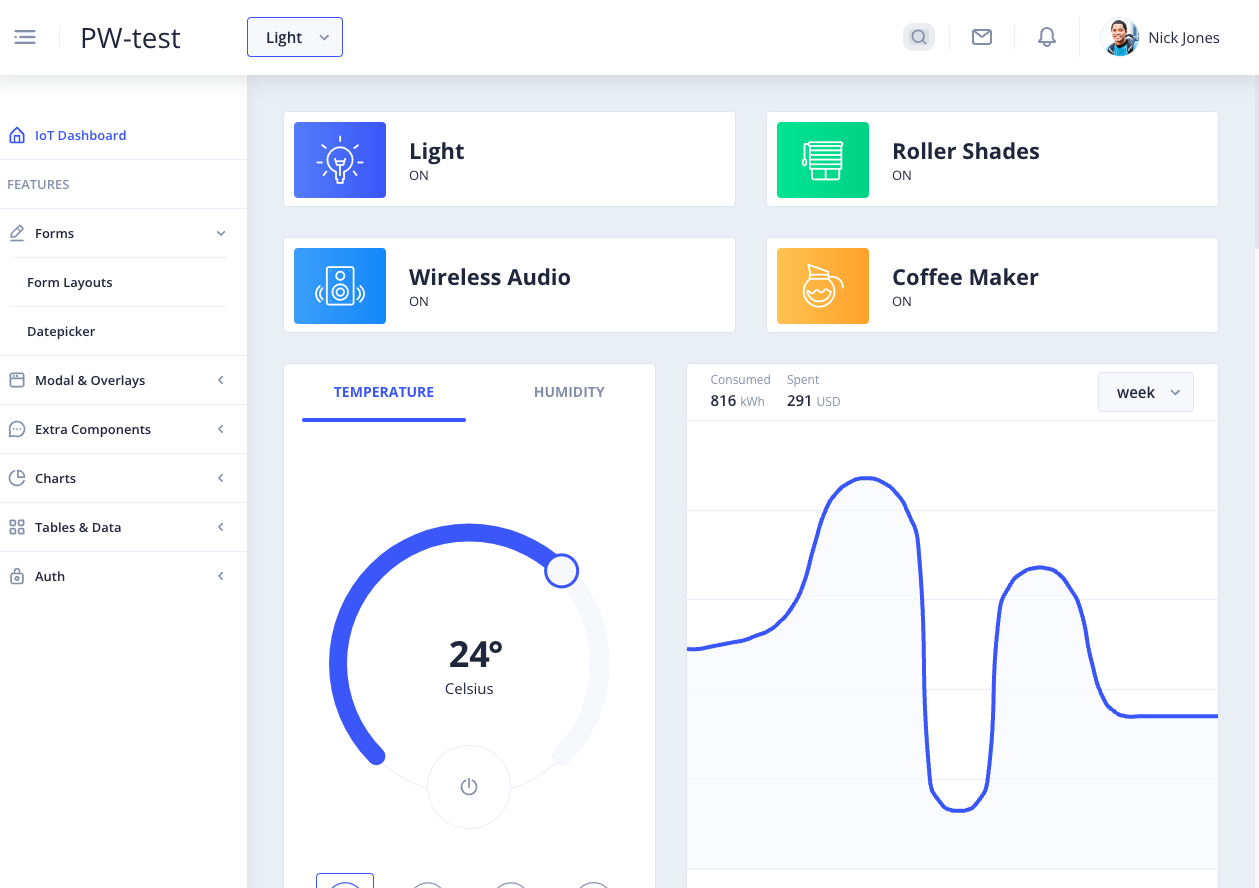 PW-test
Light
Nick Jones
IoT Dashboard
FEATURES
Forms
Form Layouts
Datepicker
Modal & Overlays
Extra Components
Charts
Tables & Data
Auth
Light
ON
Roller Shades
ON
Wireless Audio
ON
Coffee Maker
ON
TEMPERATURE
HUMIDITY
24°
Celsius
Consumed
816 kWh
Spent
291 USD
week